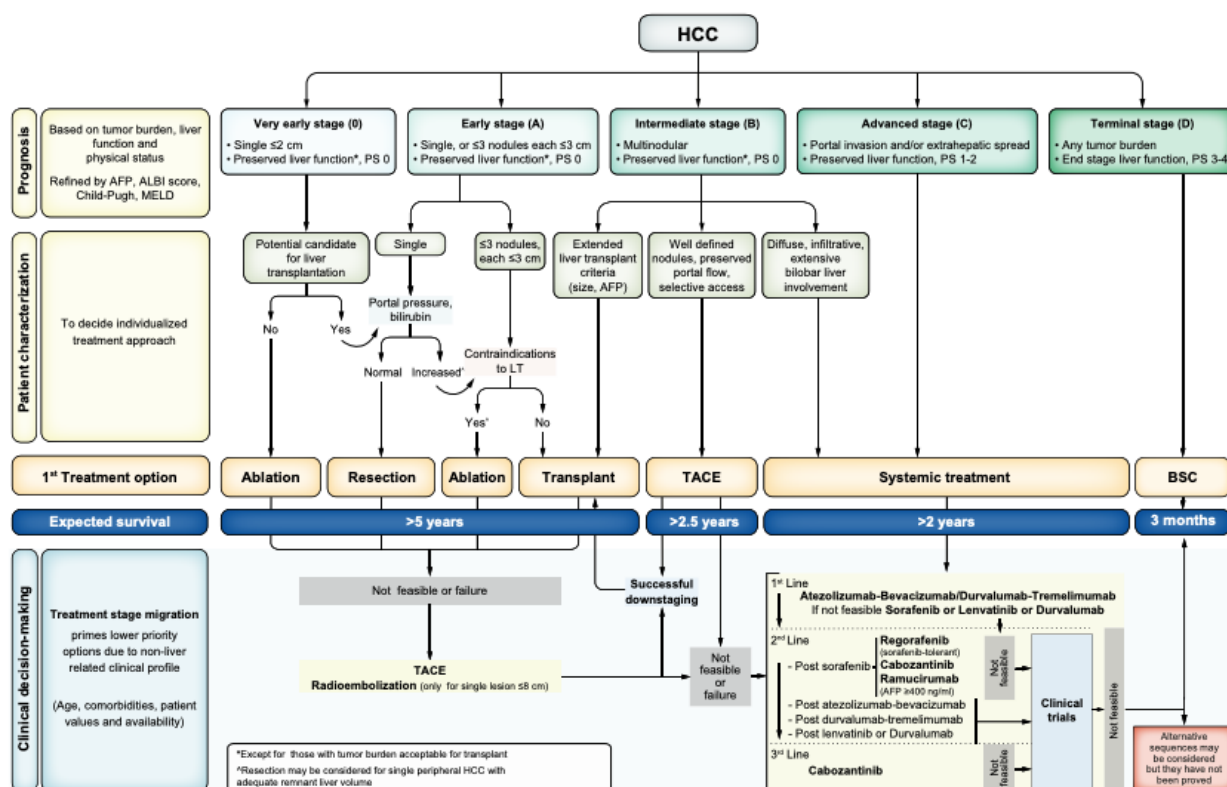 HCC
Prognosis
Based on tumor burden, liver
function and
physical status
Refined by AFP, ALBI score,
Child-Pugh, MELD
Very early stage (0)
• Single ≤2 cm
• Preserved liver function*, PS 0
Early stage (A)
• Single, or ≤3 nodules each ≤3 cm
• Preserved liver function*, PS 0
Intermediate stage (B)
• Multinodular
• Preserved liver function*, PS 0
Advanced stage (C)
• Portal invasion and/or extrahepatic spread
• Preserved liver function, PS 1-2
Terminal stage (D)
• Any tumor burden
• End stage liver function, PS 3-4
Patient characterization
To decide individualized
treatment approach
Potential candidate
for liver
transplantation
Single
≤3 nodules,
each ≤3 cm
Extended
liver transplant
criteria
(size, AFP)
Well defined
nodules, preserved
portal flow,
selective access
Diffuse, infiltrative,
extensive
bilobar liver
involvement
Portal pressure,
bilirubin
No
Yes
Normal
Increased^
Contraindications
to LT
Yes^
No
1st Treatment option
Ablation
Resection
Ablation
Transplant
TACE
Systemic treatment
BSC
Expected survival
>5 years
>2.5 years
>2 years
3 months
Clinical decision-making
Treatment stage migration
primes lower priority
options due to non-liver
related clinical profile
(Age, comorbidities, patient
values and availability)
Not feasible or failure
TACE
Radioembolization (only for single lesion ≤8 cm)
Successful
downstaging
Not
feasible
or
failure
1st Line
Atezolizumab-Bevacizumab/Durvalumab-Tremelimumab
If not feasible Sorafenib or Lenvatinib or Durvalumab
2nd Line
- Post sorafenib
Regorafenib
(sorafenib-tolerant)
Cabozantinib
Ramucirumab
(AFP ≥400 ng/ml)
Not
feasible
- Post atezolizumab-bevacizumab
- Post durvalumab-tremelimumab
- Post lenvatinib or Durvalumab
3rd Line
Cabozantinib
Not
feasible
Clinical
trials
Not feasible
Alternative
sequences may
be considered
but they have not
been proved
*Except for those with tumor burden acceptable for transplant
^Resection may be considered for single peripheral HCC with
adequate remnant liver volume